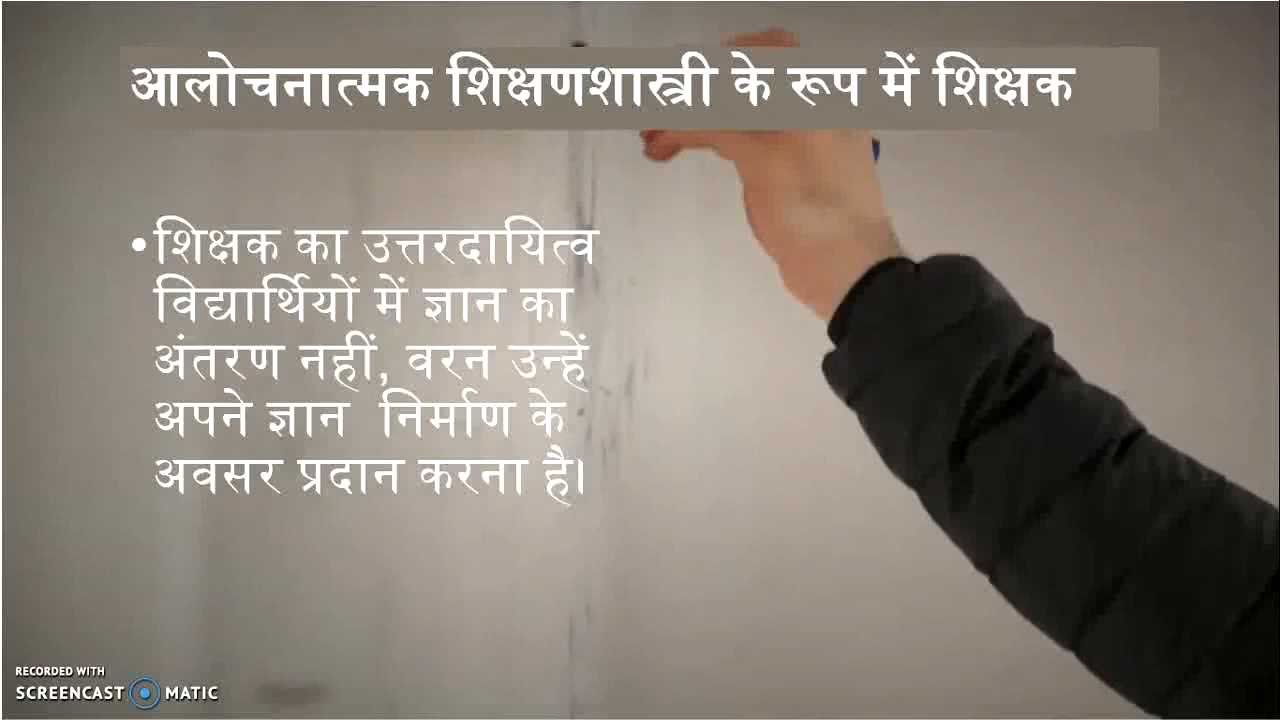 आलोचनात्मक शिक्षणशास्त्री के रूप में शिक्षक
•शिक्षक का उत्तरदायित्व
विद्यार्थियों में ज्ञान का
अंतरण नहीं, वरन उन्हें
अपने ज्ञान निर्माण के
अवसर प्रदान करना है।
RECORDED WITH
SCREENCAST MATIC